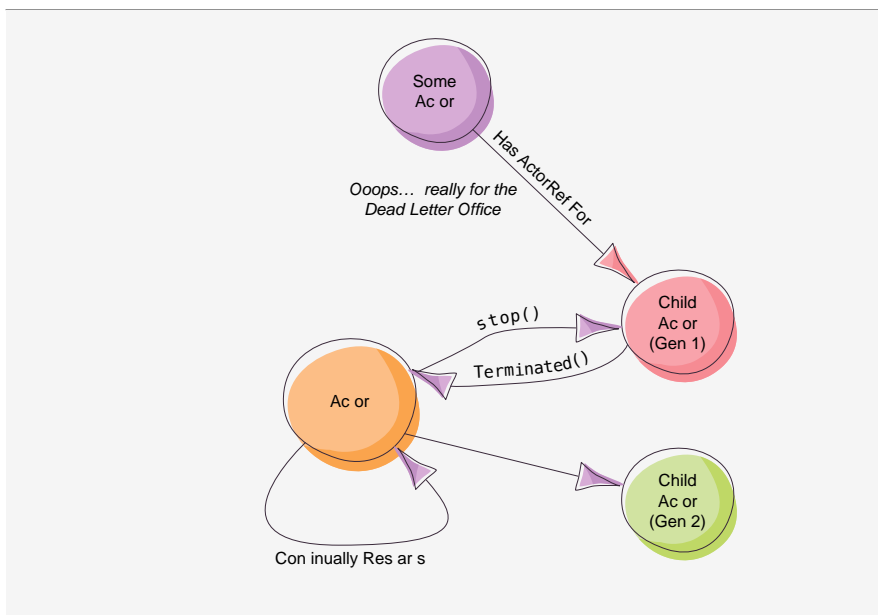 Some
Ac or
Has ActorRef For
Ooops... really for the
Dead Letter Office
Child
Ac or
(Gen 1)
stop()
Terminated()
Ac or
Child
Ac or
(Gen 2)
Con inually Res ar s